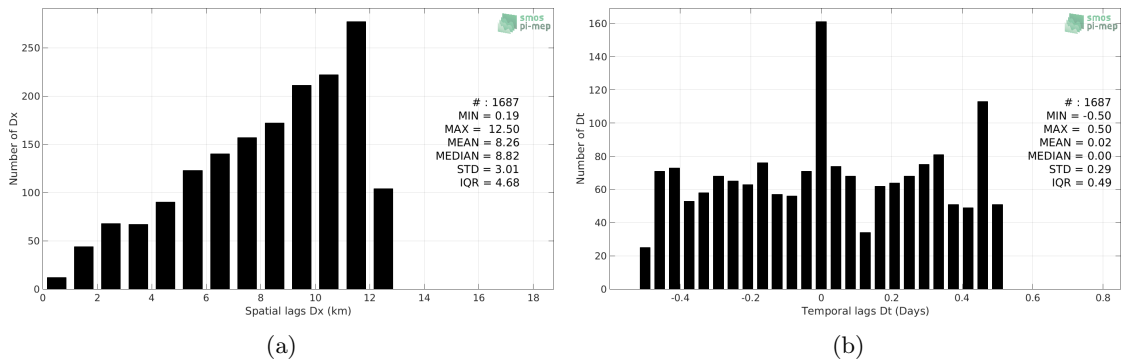 smos
pi-mep
250
200
150
100
50
0
Number of Dx
# : 1687
MIN = 0.19
MAX = 12.50
MEAN = 8.26
MEDIAN = 8.82
STD = 3.01
IQR = 4.68
0 2 4 6 8 10 12 14 16 18
Spatial lags Dx (km)
(a)
smos
pi-mep
160
140
120
100
80
60
40
20
0
Number of Dt
# : 1687
MIN = -0.50
MAX = 0.50
MEAN = 0.02
MEDIAN = 0.00
STD = 0.29
IQR = 0.49
-0.4 -0.2 0 0.2 0.4 0.6 0.8
Temporal lags Dt (Days)
(b)